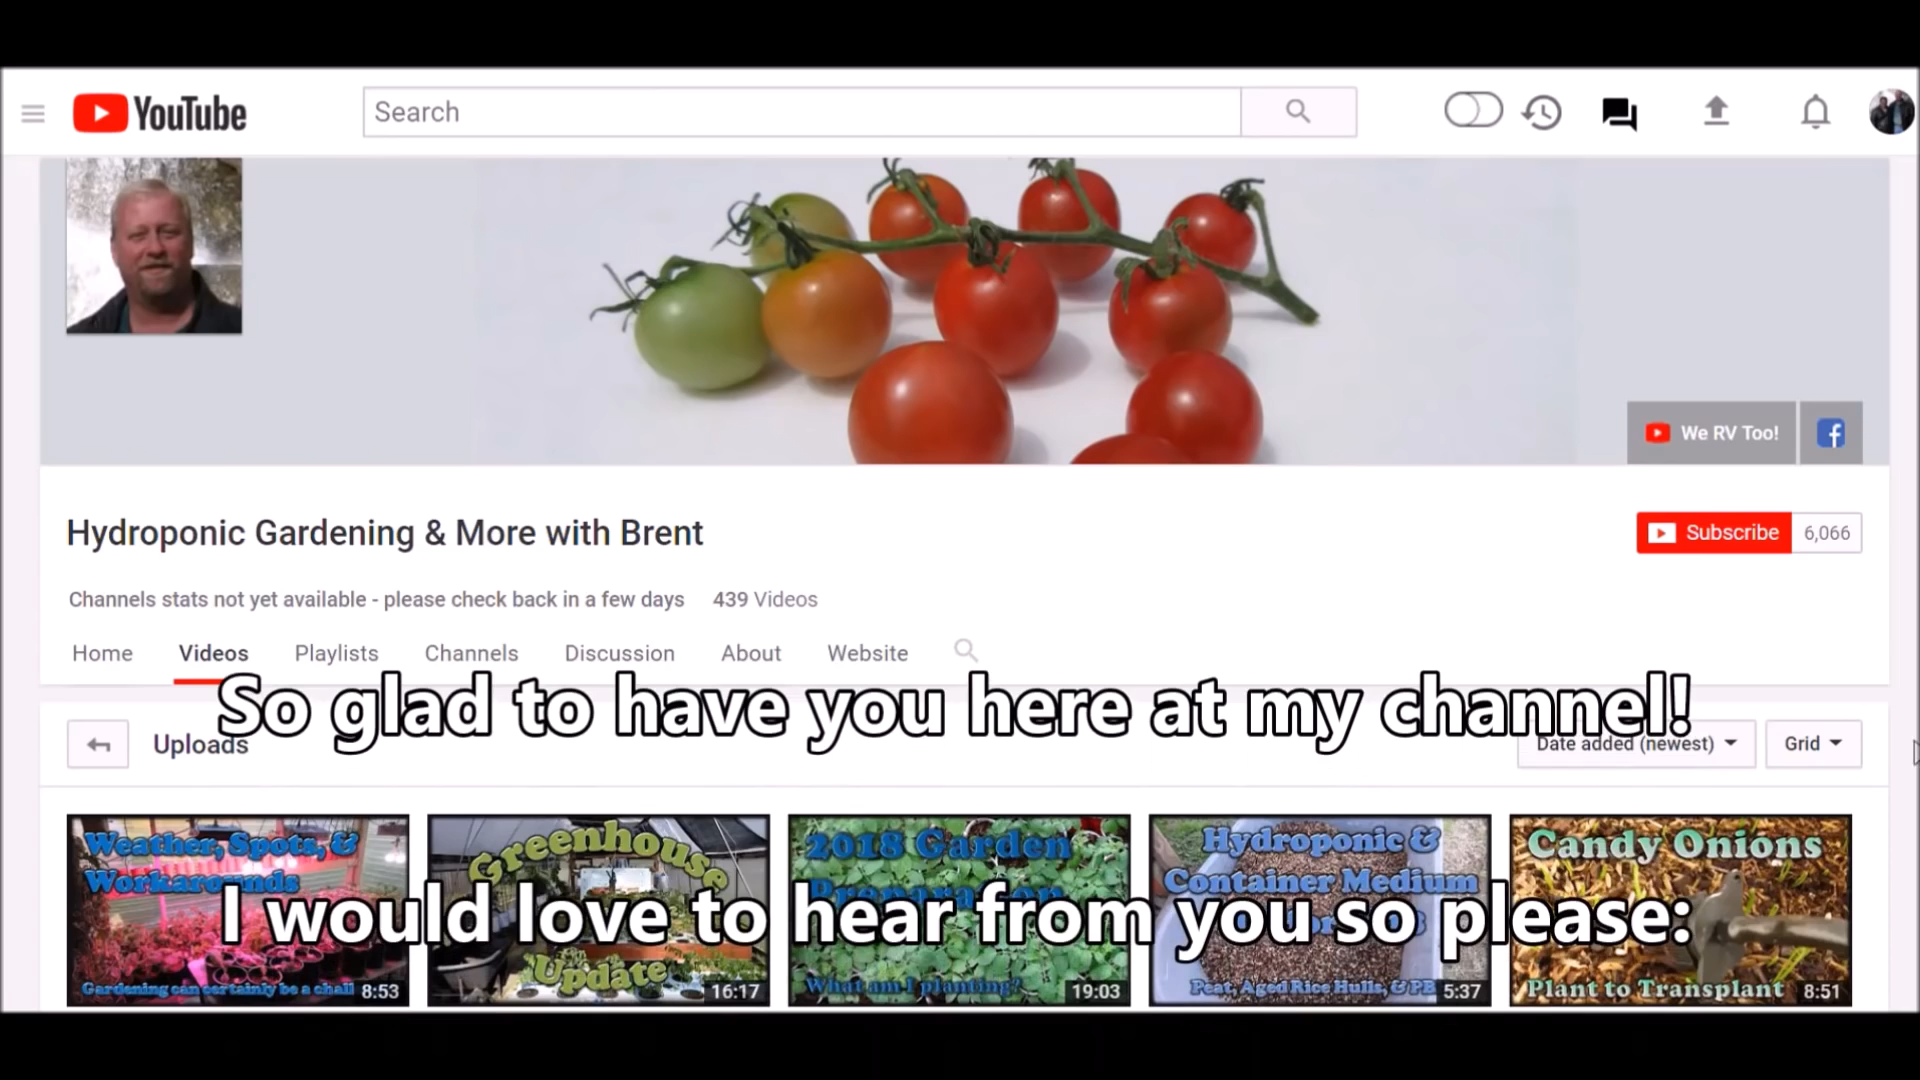 YouTube
Search
We RV Too!
Hydroponic Gardening & More with Brent
Subscribe 6,066
Channels stats not yet available - please check back in a few days 439 Videos
Home Videos Playlists Channels Discussion About Website
So glad to have you here at my channel!
Uploads
Date added (newest)
Grid
Weather, Spots, &
Workarounds
Gardening can certainly be a chall
8:53
Greenhouse
Update
16:17
2018 Garden
Preparation
What am I planting?
19:03
Hydroponic &
Container Medium
Peat, Aged Rice Hulls, & PB
5:37
Candy Onions
Plant to Transplant
8:51
I would love to hear from you so please: